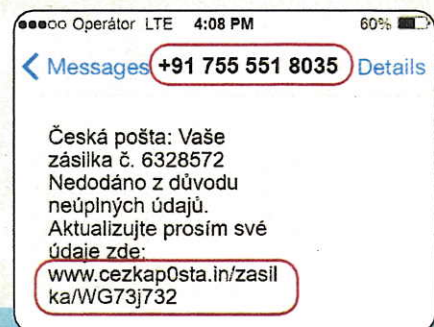 Operátor LTE 4:08 PM 60%
Messages +91 755 551 8035 Details
Česká pošta: Vaše
zásilka č. 6328572
Nedodáno z důvodu
neúplných údajů.
Aktualizujte prosím své
údaje zde:
www.cezkap0sta.in/zasil
ka/WG73j732